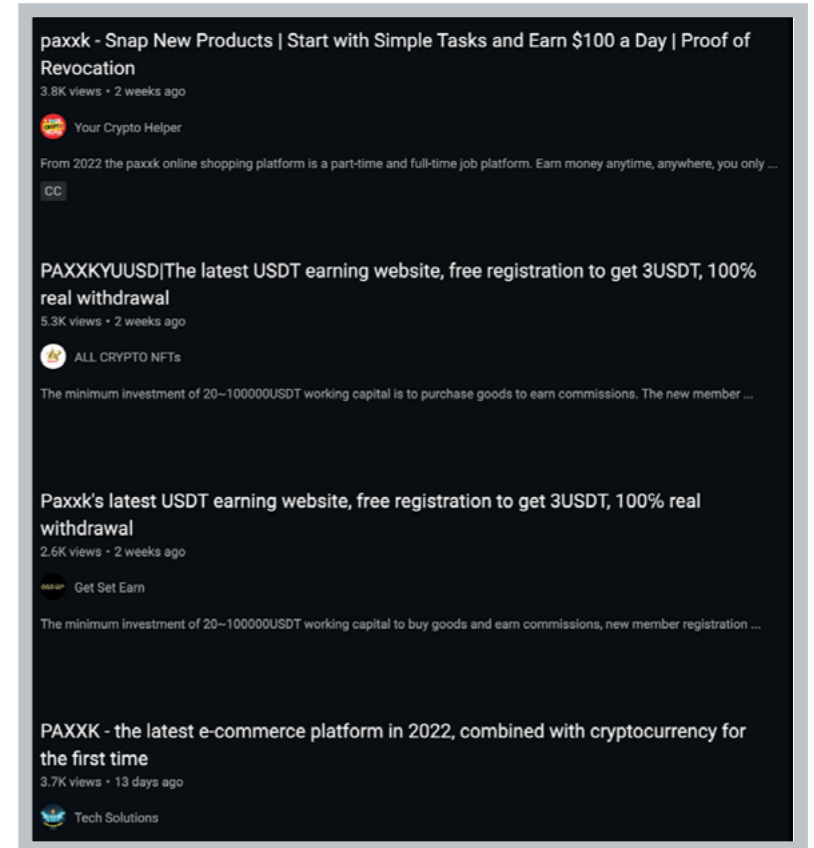 paxxk - Snap New Products | Start with Simple Tasks and Earn $100 a Day | Proof of
Revocation
3.8K views • 2 weeks ago
Your Crypto Helper
From 2022 the paxxk online shopping platform is a part-time and full-time job platform. Earn money anytime, anywhere, you only ...
CC
PAXXKYUUSD|The latest USDT earning website, free registration to get 3USDT, 100%
real withdrawal
5.3K views • 2 weeks ago
ALL CRYPTO NFTs
The minimum investment of 20~100000USDT working capital is to purchase goods to earn commissions. The new member ...
Paxxk's latest USDT earning website, free registration to get 3USDT, 100% real
withdrawal
2.6K views • 2 weeks ago
Get Set Earn
The minimum investment of 20~100000USDT working capital to buy goods and earn commissions, new member registration ...
PAXXK - the latest e-commerce platform in 2022, combined with cryptocurrency for
the first time
3.7K views • 13 days ago
Tech Solutions